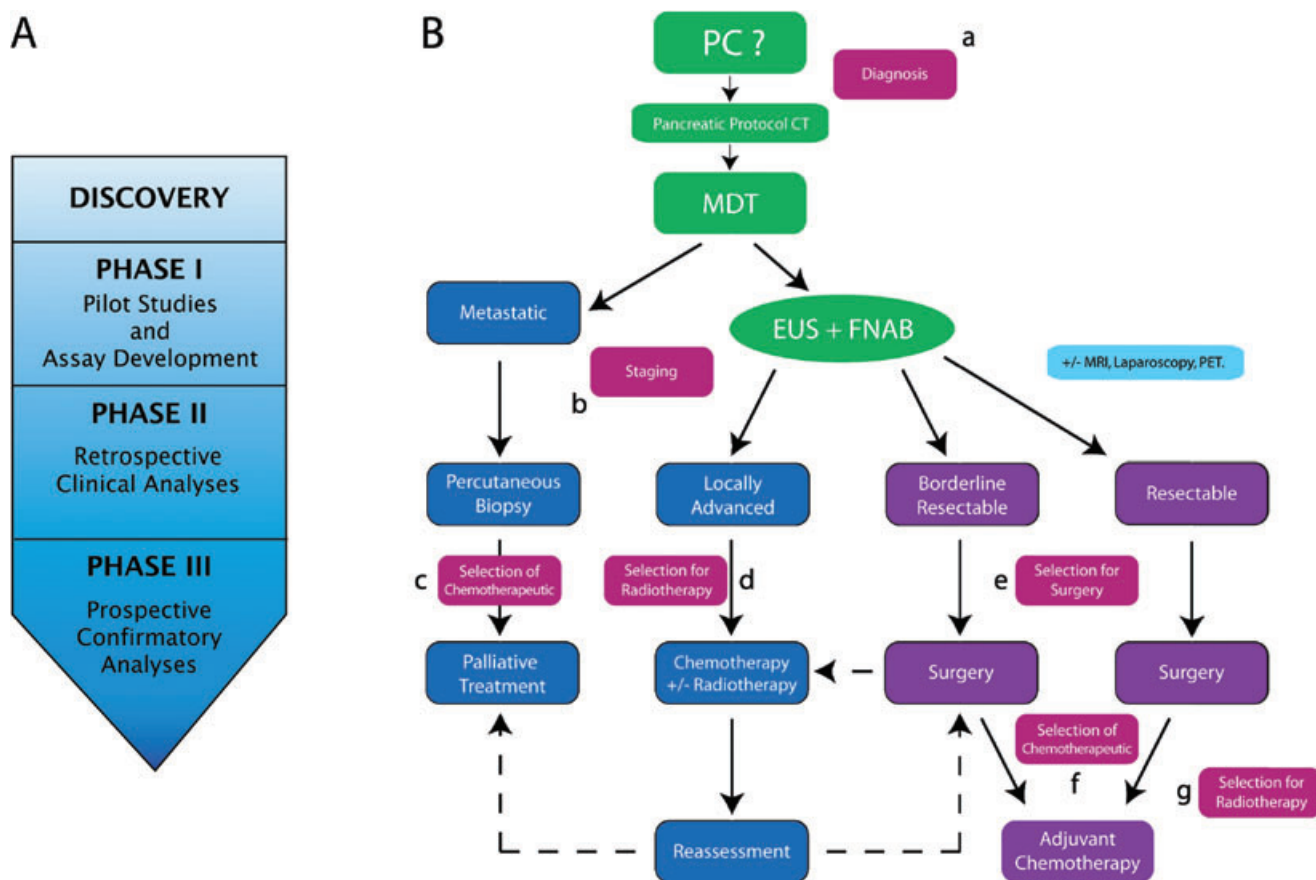 A
DISCOVERY
PHASE I
Pilot Studies
and
Assay Development
PHASE II
Retrospective
Clinical Analyses
PHASE III
Prospective
Confirmatory
Analyses
B
PC ?
a
Diagnosis
Pancreatic Protocol CT
MDT
Metastatic
EUS + FNAB
+/- MRI, Laparoscopy, PET.
Staging
b
Percutaneous
Biopsy
Locally
Advanced
Borderline
Resectable
Resectable
c
Selection of
Chemotherapeutic
Selection for
Radiotherapy
d
e
Selection for
Surgery
Palliative
Treatment
Chemotherapy
+/- Radiotherapy
Surgery
Surgery
Selection of
Chemotherapeutic
f
g
Selection for
Radiotherapy
Reassessment
Adjuvant
Chemotherapy